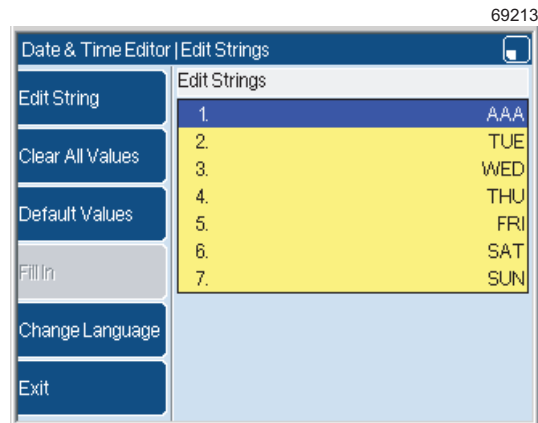 69213
Date & Time Editor | Edit Strings
Edit Strings
Edit String
Clear All Values
Default Values
Fill In
Change Language
Exit
1. AAA
2. TUE
3. WED
4. THU
5. FRI
6. SAT
7. SUN